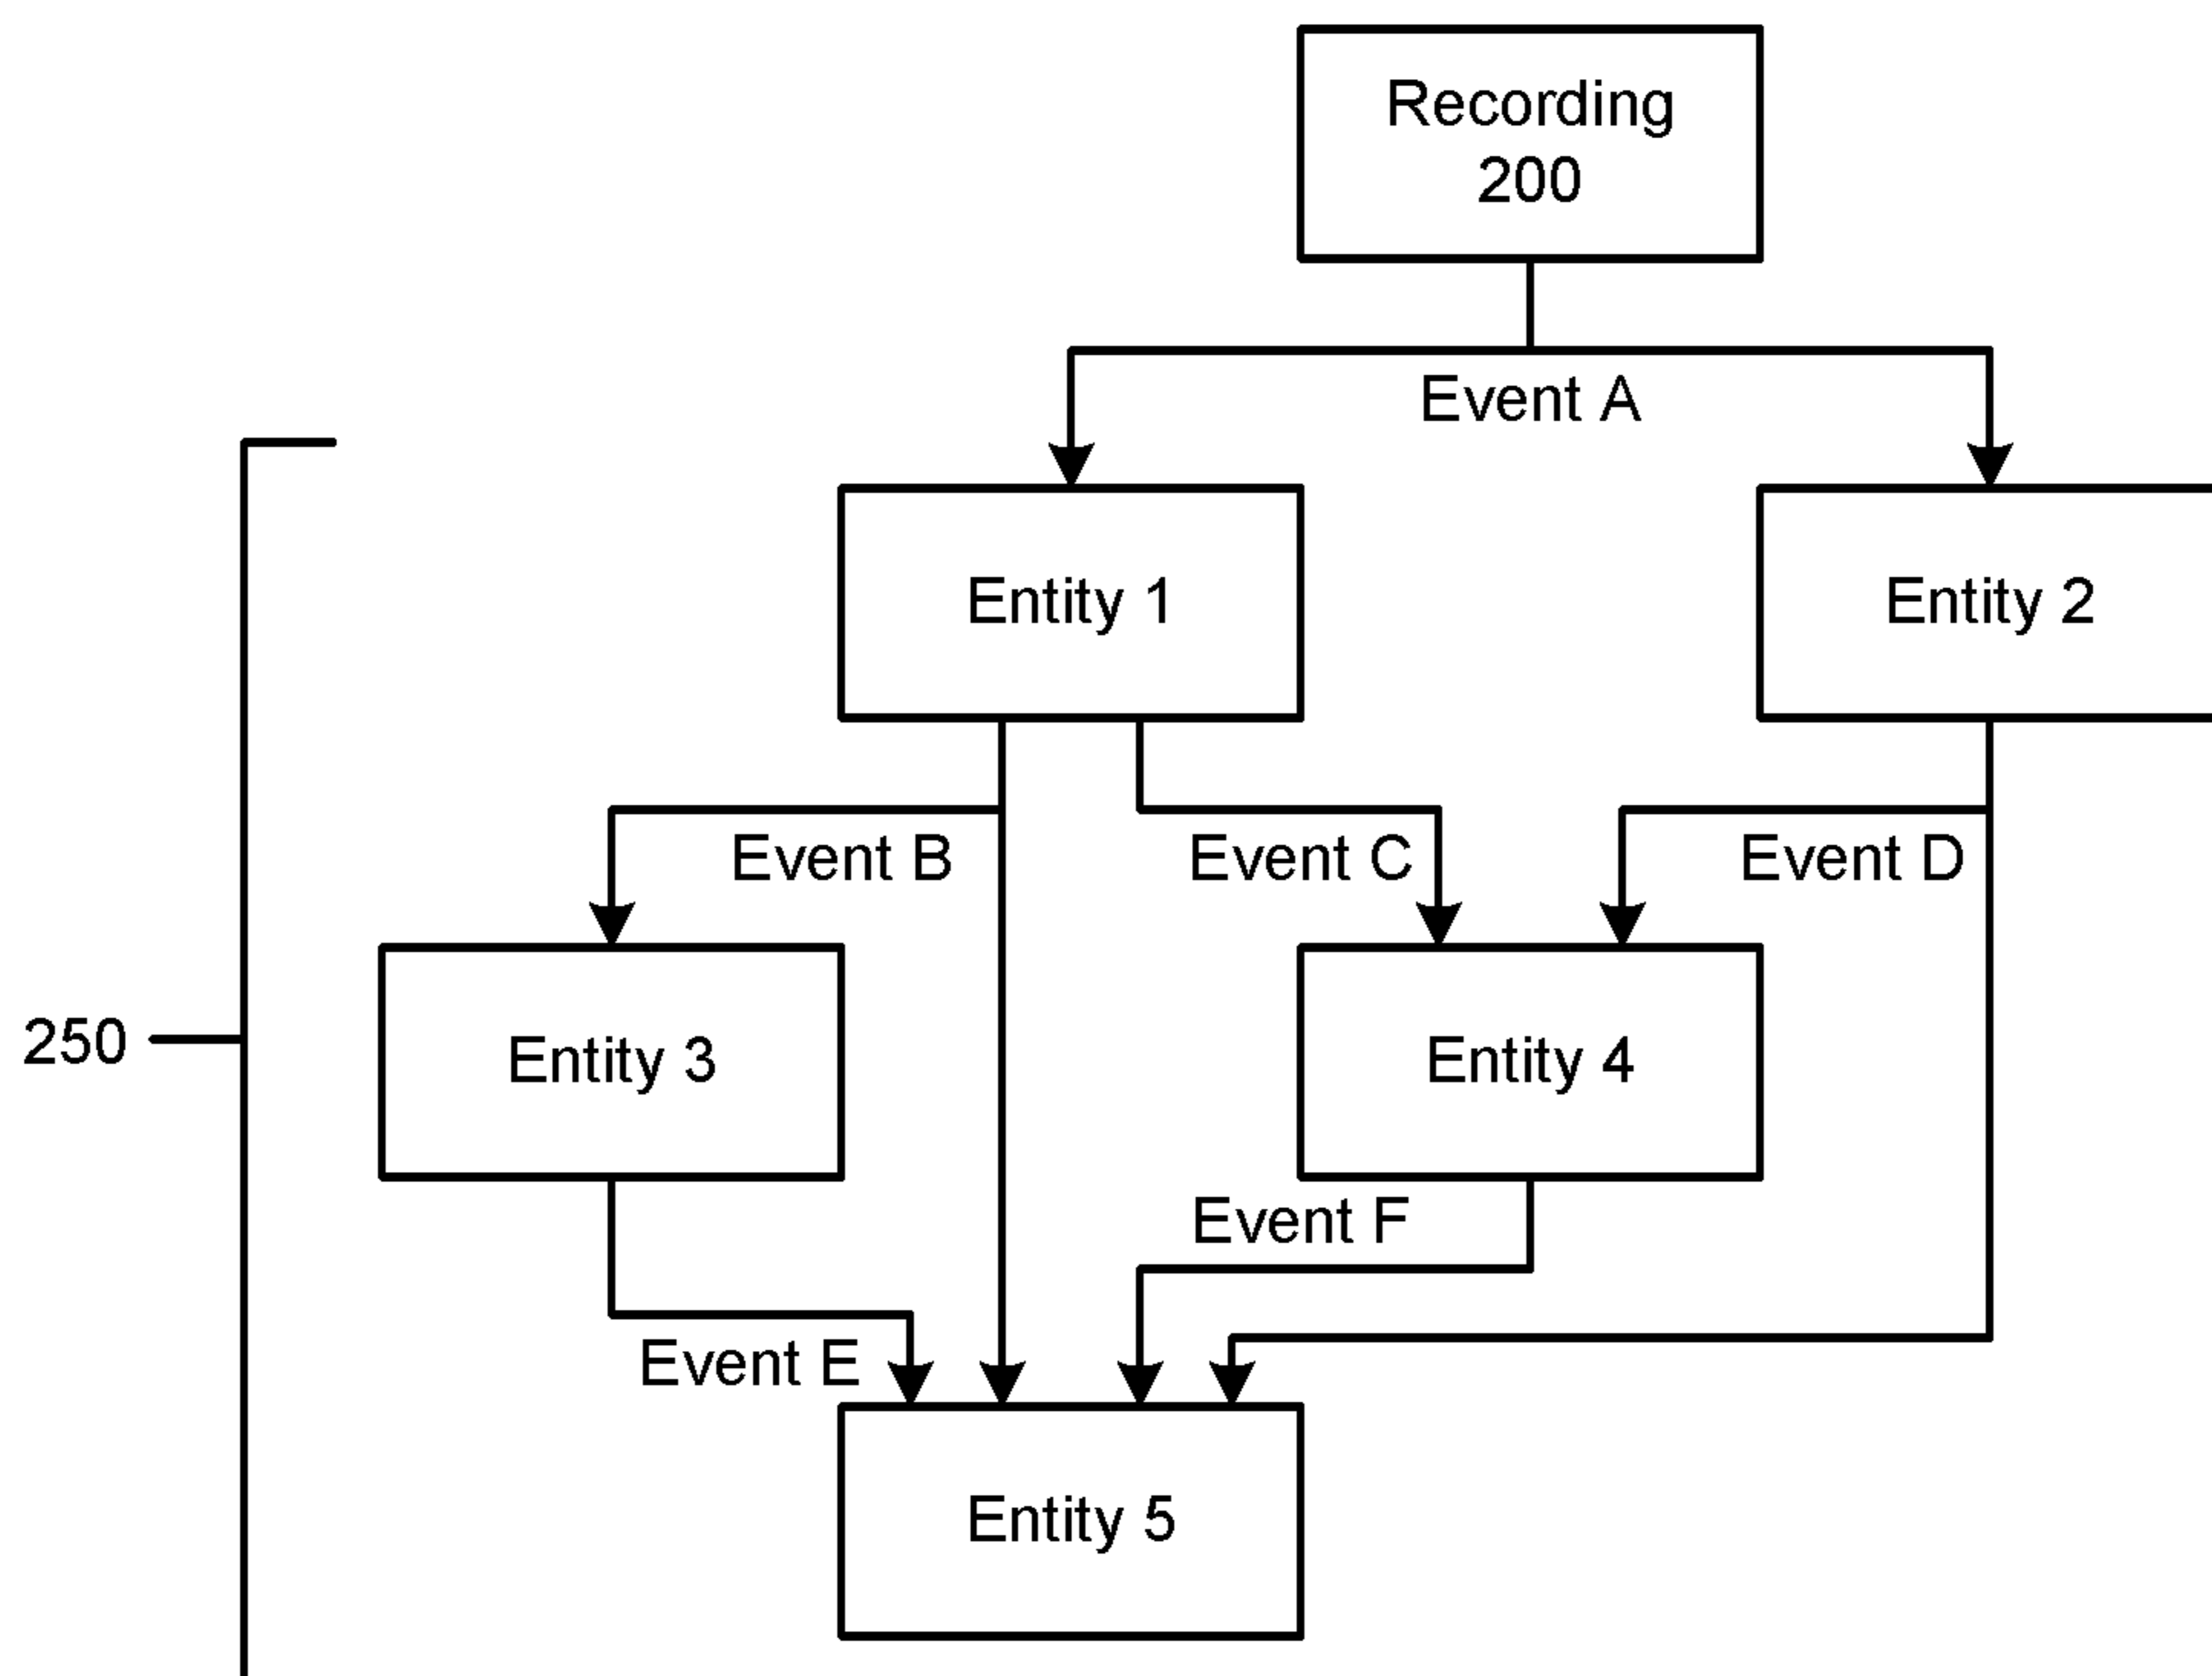 Recording
200
Event A
Entity 1
Entity 2
Event B
Event C
Event D
250
Entity 3
Entity 4
Event F
Event E
Entity 5